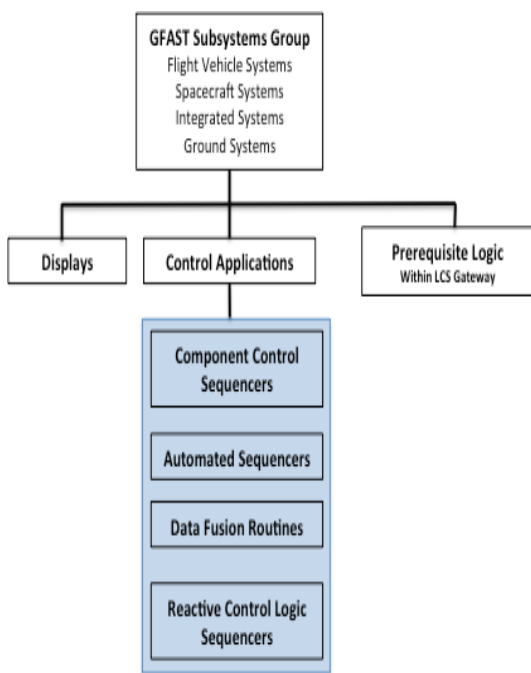 GFAST Subsystems Group
Flight Vehicle Systems
Spacecraft Systems
Integrated Systems
Ground Systems
Displays
Control Applications
Prerequisite Logic
Within LCS Gateway
Component Control
Sequencers
Automated Sequencers
Data Fusion Routines
Reactive Control Logic
Sequencers